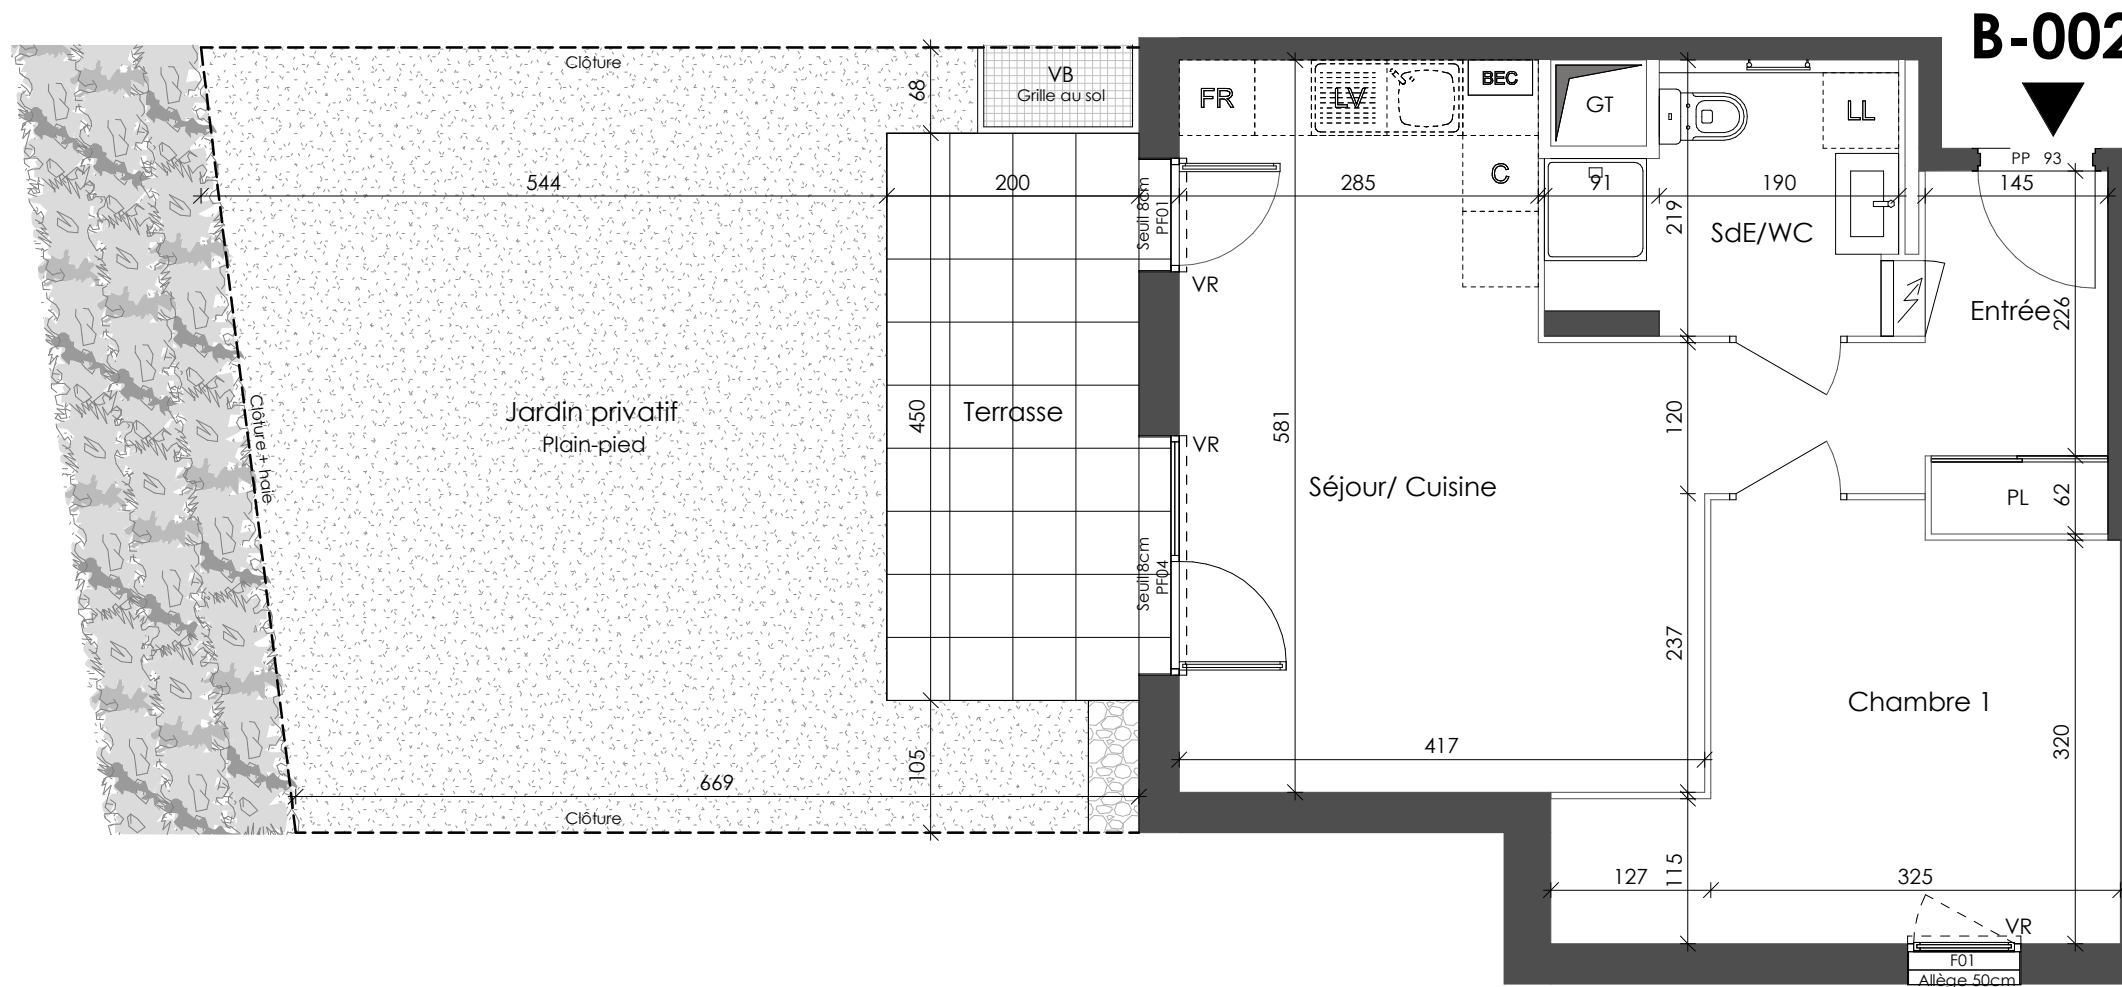 B-002
Clôture
VB
Grille au sol
68
FR
LV
BEC
C
GT
LL
PP 93
544
200
285
91
190
145
Seuil 8cm
PF01
219
SdE/WC
VR
Entrée
226
Clôture + haie
Jardin privatif
Plain-pied
450
Terrasse
581
120
VR
Séjour/ Cuisine
PL
62
Seuil 8cm
PF04
237
Chambre 1
320
417
105
669
Clôture
127
115
325
VR
F01
Allège 50cm